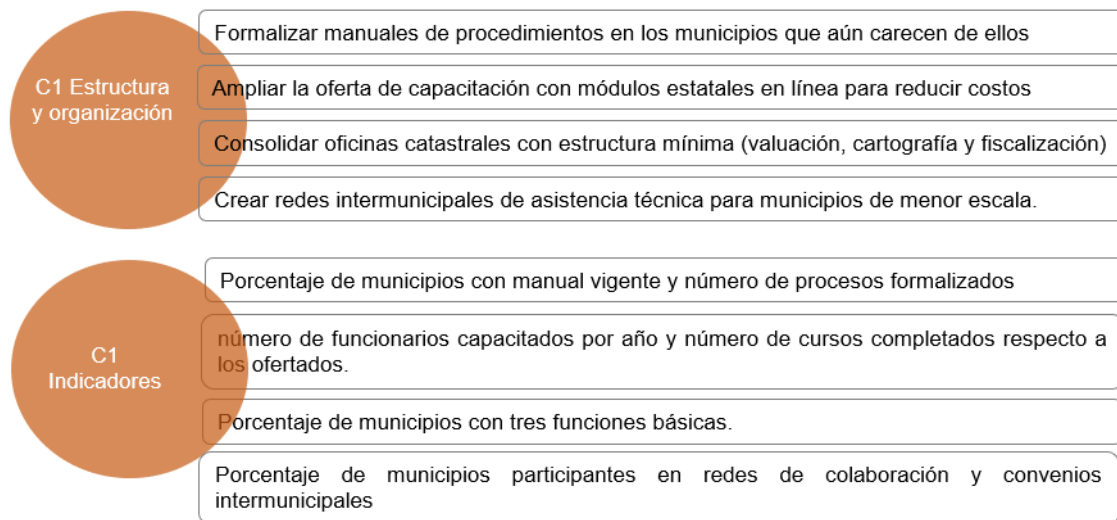 C1 Estructura
y organización
Formalizar manuales de procedimientos en los municipios que aún carecen de ellos
Ampliar la oferta de capacitación con módulos estatales en línea para reducir costos
Consolidar oficinas catastrales con estructura mínima (valuación, cartografía y fiscalización)
Crear redes intermunicipales de asistencia técnica para municipios de menor escala.
C1
Indicadores
Porcentaje de municipios con manual vigente y número de procesos formalizados
número de funcionarios capacitados por año y número de cursos completados respecto a
los ofertados.
Porcentaje de municipios con tres funciones básicas.
Porcentaje de municipios participantes en redes de colaboración y convenios
intermunicipales